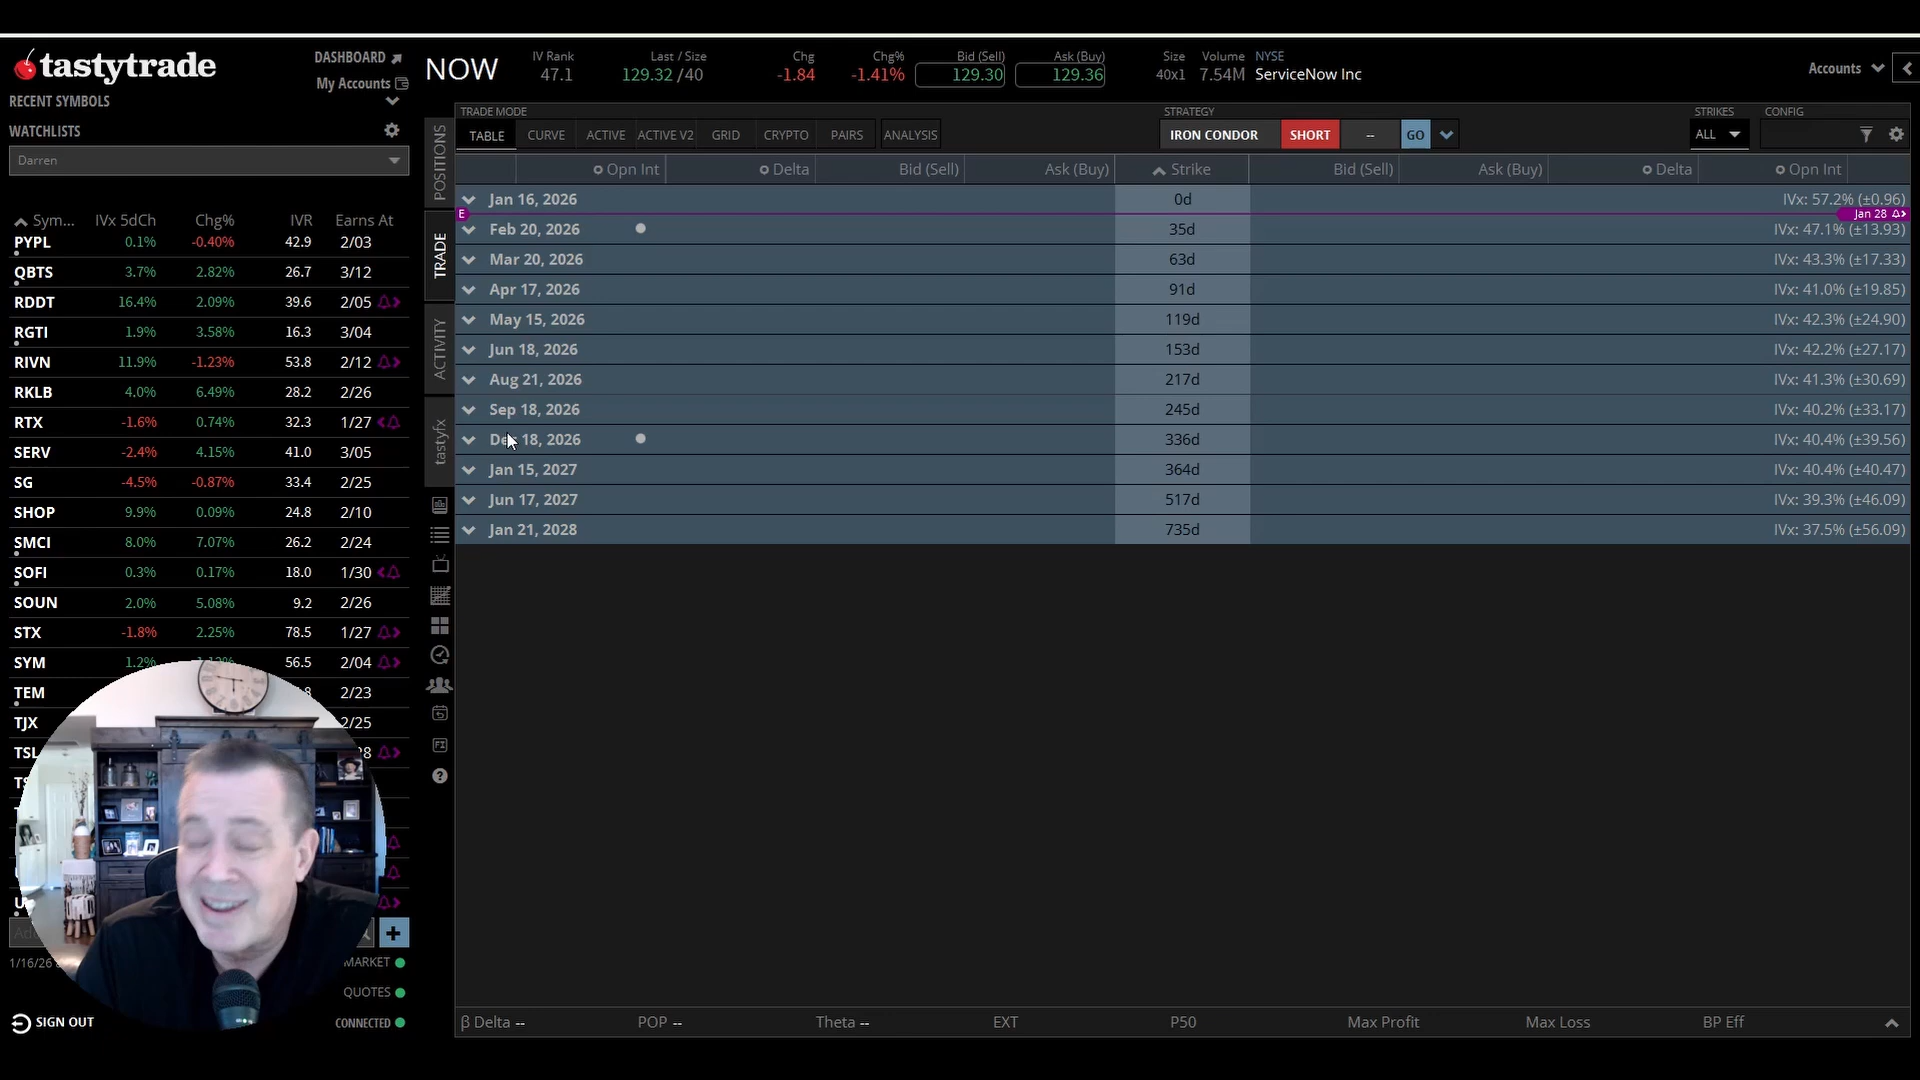 tastytrade
DASHBOARD
My Accounts
RECENT SYMBOLS
WATCHLISTS
Darren
Sym... IVx 5dCh Chg% IVR Earns At
PYPL 0.1% -0.40% 42.9 2/03
QBTS 3.7% 2.82% 26.7 3/12
RDDT 16.4% 2.09% 39.6 2/05
RGTI 1.9% 3.58% 16.3 3/04
RIVN 11.9% -1.23% 53.8 2/12
RKLB 4.0% 6.49% 28.2 2/26
RTX -1.6% 0.74% 32.3 1/27
SERV -2.4% 4.15% 41.0 3/05
SG -4.5% -0.87% 33.4 2/25
SHOP 9.9% 0.09% 24.8 2/10
SMCI 8.0% 7.07% 26.2 2/24
SOFI 0.3% 0.17% 18.0 1/30
SOUN 2.0% 5.08% 9.2 2/26
STX -1.8% 2.25% 78.5 1/27
SYM 1.2% 56.5 2/04
TEM 2/23
TJX 2/25
1/16/26
MARKET
QUOTES
CONNECTED
SIGN OUT
NOW
IV Rank
47.1
Last / Size
129.32 / 40
Chg
-1.84
Chg%
-1.41%
Bid (Sell)
129.30
Ask (Buy)
129.36
Size
40x1
Volume
7.54M
NYSE
ServiceNow Inc
Accounts
POSITIONS
TRADE
ACTIVITY
tastyfx
TRADE MODE
TABLE CURVE ACTIVE ACTIVE V2 GRID CRYPTO PAIRS ANALYSIS
STRATEGY
IRON CONDOR SHORT -- GO
STRIKES
ALL
CONFIG
Opn Int Delta Bid (Sell) Ask (Buy) Strike Bid (Sell) Ask (Buy) Delta Opn Int
Jan 16, 2026 0d IVx: 57.2% (±0.96)
E Jan 28
Feb 20, 2026 35d IVx: 47.1% (±13.93)
Mar 20, 2026 63d IVx: 43.3% (±17.33)
Apr 17, 2026 91d IVx: 41.0% (±19.85)
May 15, 2026 119d IVx: 42.3% (±24.90)
Jun 18, 2026 153d IVx: 42.2% (±27.17)
Aug 21, 2026 217d IVx: 41.3% (±30.69)
Sep 18, 2026 245d IVx: 40.2% (±33.17)
Dec 18, 2026 336d IVx: 40.4% (±39.56)
Jan 15, 2027 364d IVx: 40.4% (±40.47)
Jun 17, 2027 517d IVx: 39.3% (±46.09)
Jan 21, 2028 735d IVx: 37.5% (±56.09)
β Delta -- POP -- Theta -- EXT P50 Max Profit Max Loss BP Eff